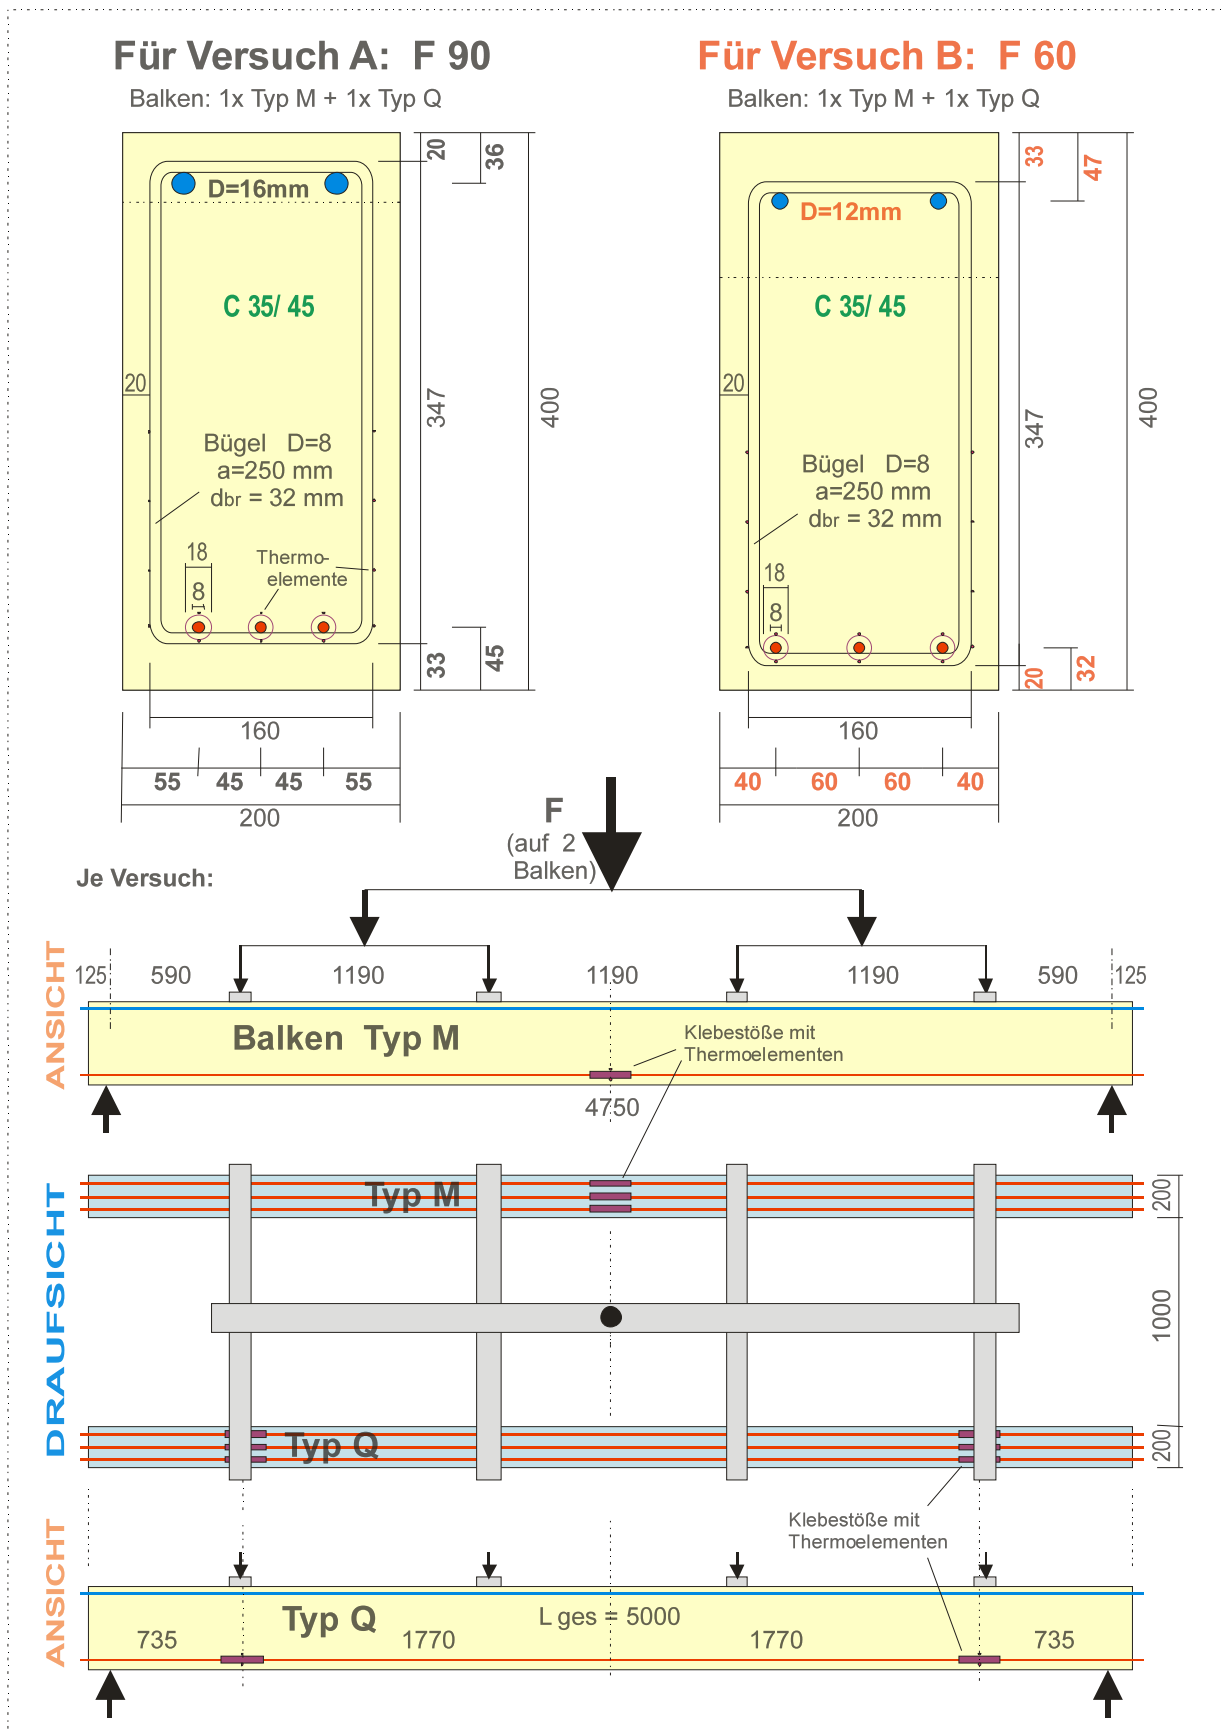 Für Versuch A: F 90
Für Versuch B: F 60
Balken: 1x Typ M + 1x Typ Q
Balken: 1x Typ M + 1x Typ Q
20
36
D=16mm
C 35/ 45
20
347
400
Bügel D=8
a=250 mm
dbr = 32 mm
18
8
Thermo-
elemente
33
45
160
55 45 45 55
200
33
47
D=12mm
C 35/ 45
20
347
400
Bügel D=8
a=250 mm
dbr = 32 mm
18
8
20
32
160
40 60 60 40
200
F
(auf 2
Balken)
Je Versuch:
ANSICHT
125 590 1190 1190 1190 590 125
Balken Typ M
Klebestöße mit
Thermoelementen
4750
DRAUFSICHT
Typ M
200
1000
Typ Q
200
Klebestöße mit
Thermoelementen
ANSICHT
Typ Q
L ges = 5000
735 1770 1770 735